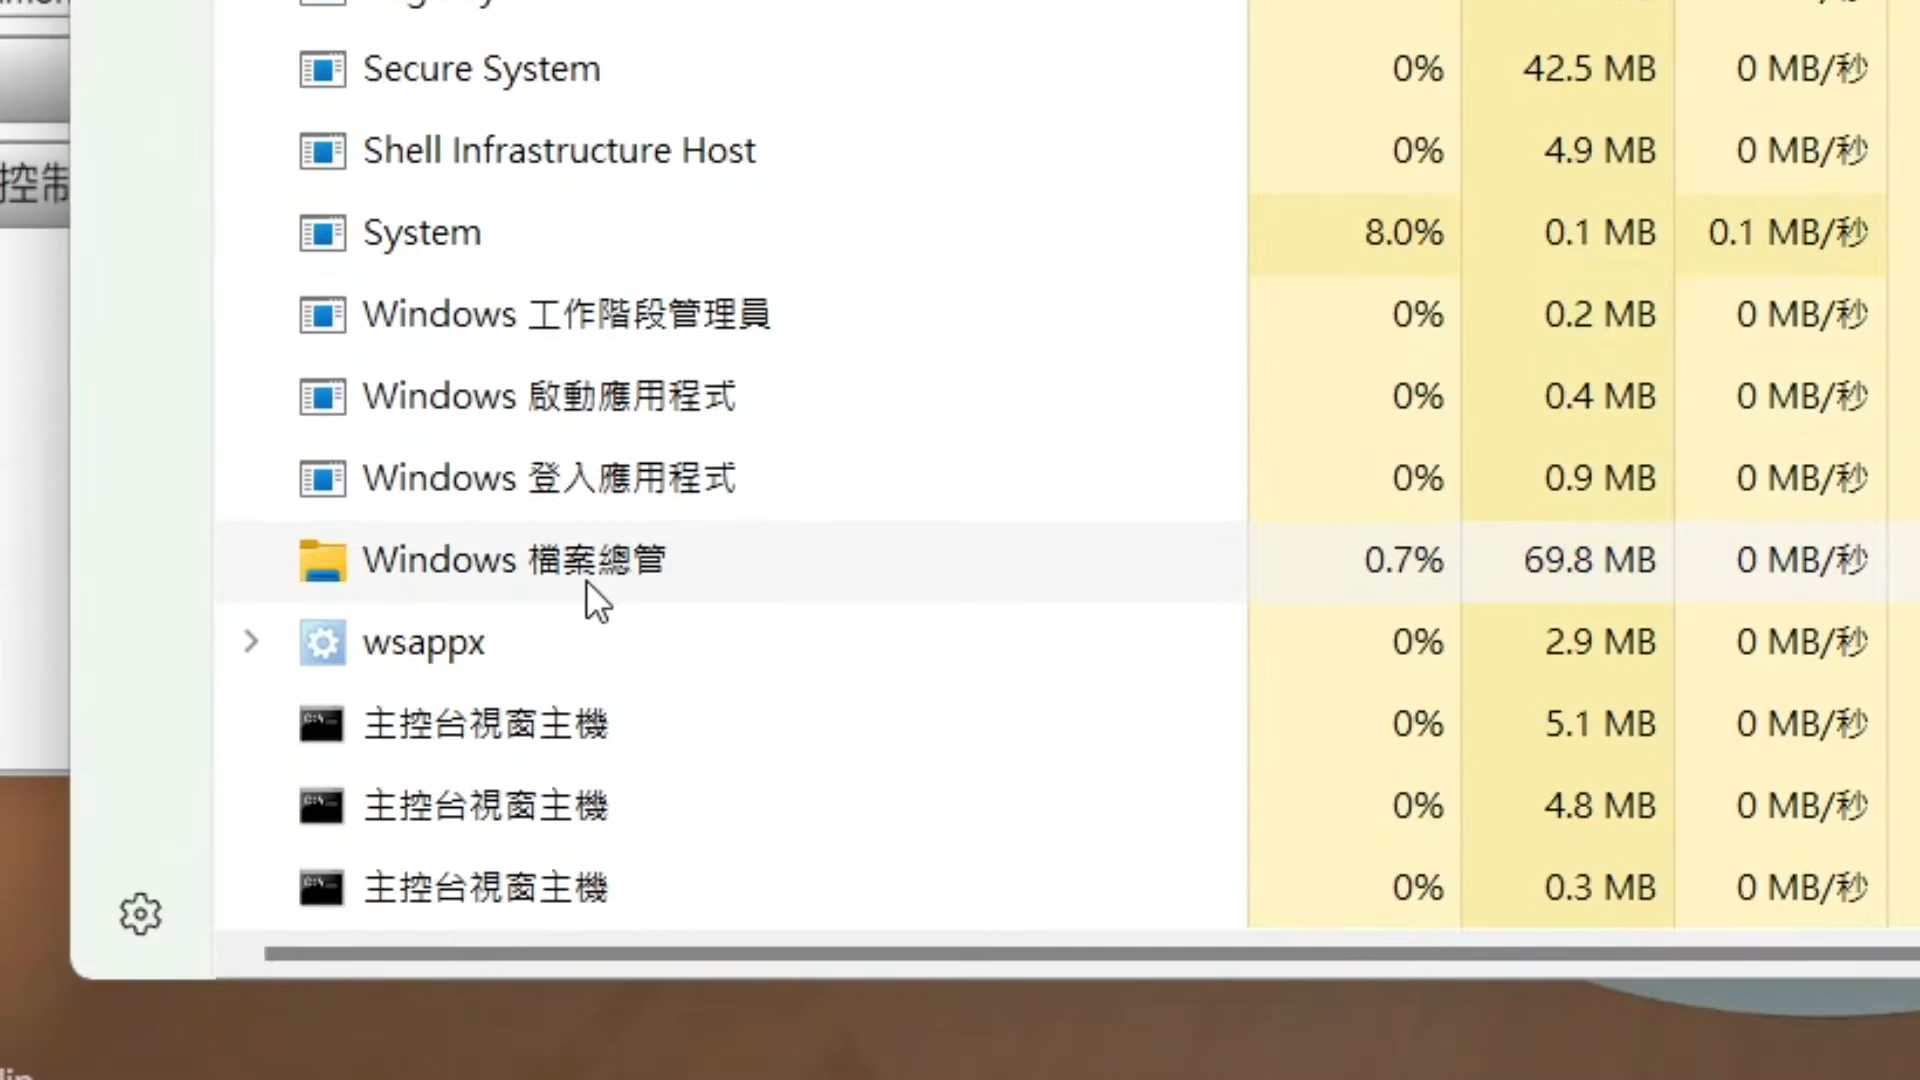 Secure System 0% 42.5 MB 0 MB/秒
Shell Infrastructure Host 0% 4.9 MB 0 MB/秒
System 8.0% 0.1 MB 0.1 MB/秒
Windows 工作階段管理員 0% 0.2 MB 0 MB/秒
Windows 啟動應用程式 0% 0.4 MB 0 MB/秒
Windows 登入應用程式 0% 0.9 MB 0 MB/秒
Windows 檔案總管 0.7% 69.8 MB 0 MB/秒
wsappx 0% 2.9 MB 0 MB/秒
主控台視窗主機 0% 5.1 MB 0 MB/秒
主控台視窗主機 0% 4.8 MB 0 MB/秒
主控台視窗主機 0% 0.3 MB 0 MB/秒
控制